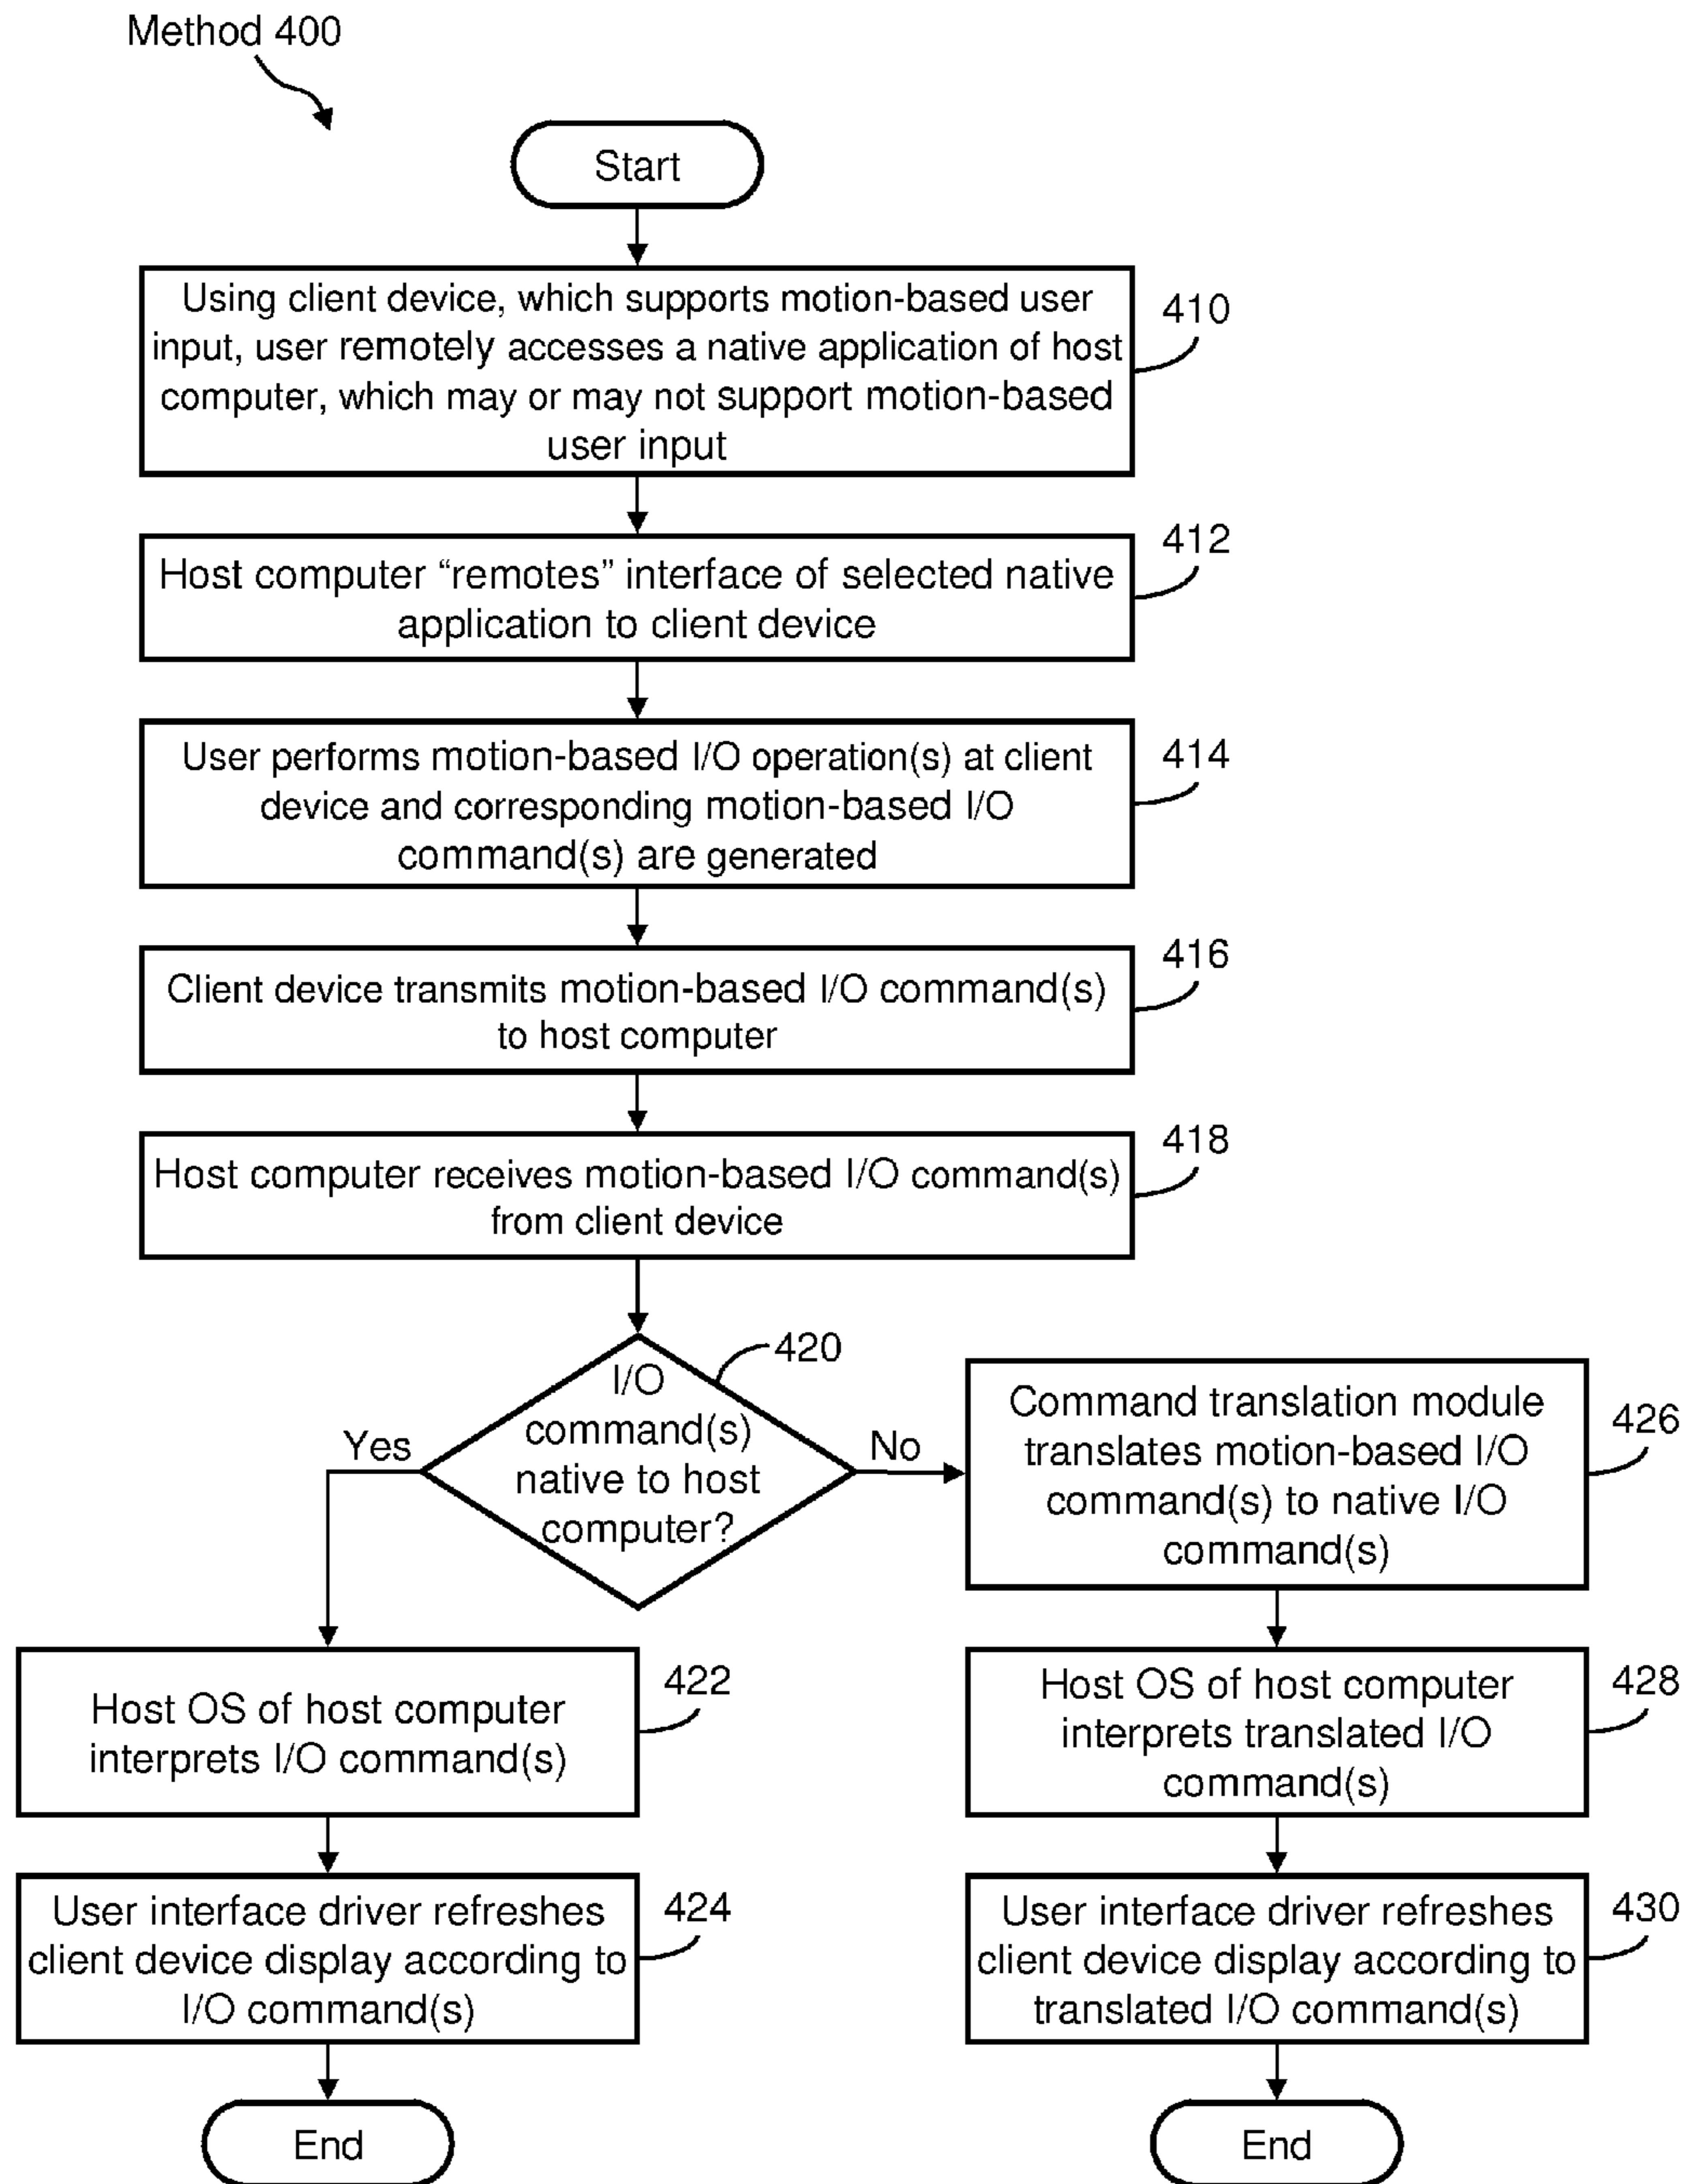 Method 400
Start
Using client device, which supports motion-based user
input, user remotely accesses a native application of host
computer, which may or may not support motion-based
user input
410
Host computer “remotes” interface of selected native
application to client device
412
User performs motion-based I/O operation(s) at client
device and corresponding motion-based I/O
command(s) are generated
414
Client device transmits motion-based I/O command(s)
to host computer
416
Host computer receives motion-based I/O command(s)
from client device
418
I/O
command(s)
native to host
computer?
420
Yes
No
Command translation module
translates motion-based I/O
command(s) to native I/O
command(s)
426
Host OS of host computer
interprets I/O command(s)
422
Host OS of host computer
interprets translated I/O
command(s)
428
User interface driver refreshes
client device display according to
I/O command(s)
424
User interface driver refreshes
client device display according to
translated I/O command(s)
430
End
End